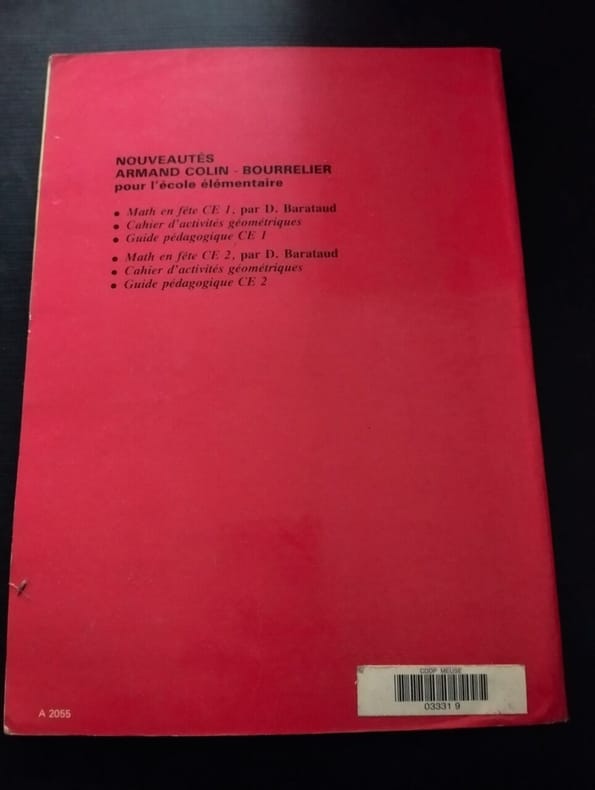 NOUVEAUTÉS
ARMAND COLIN - BOURRELIER
pour l'école élémentaire
• Math en fête CE 1, par D. Barataud
• Cahier d'activités géométriques
• Guide pédagogique CE 1
• Math en fête CE 2, par D. Barataud
• Cahier d'activités géométriques
• Guide pédagogique CE 2
CDDP MEUSE
03331 9
A 2055